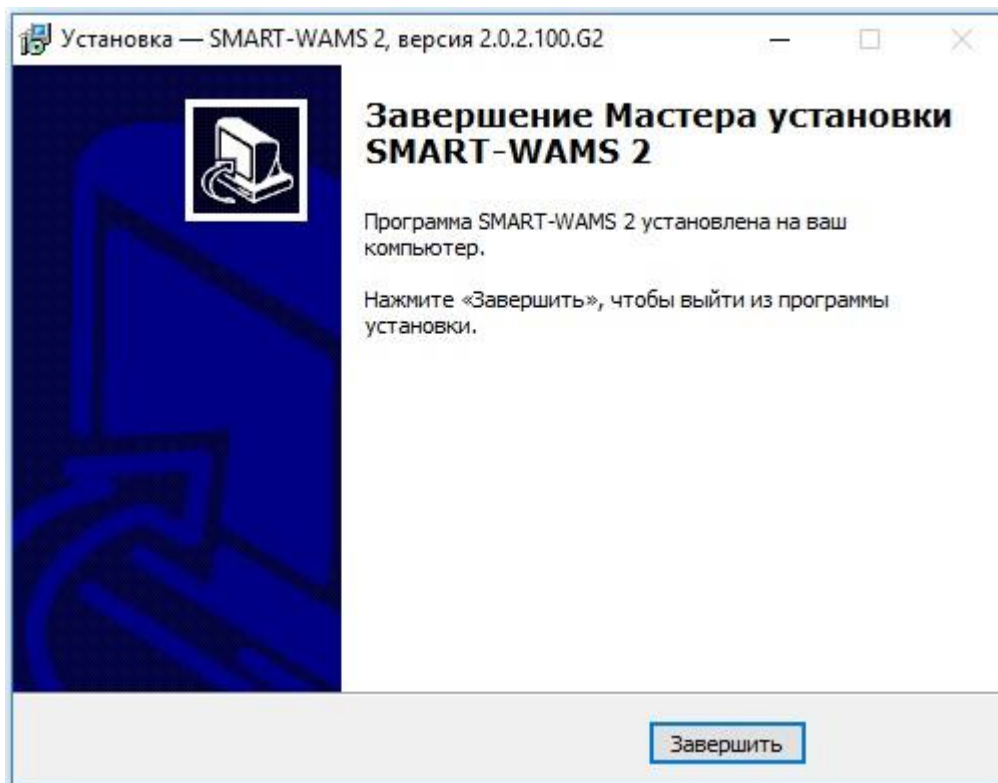 Установка — SMART-WAMS 2, версия 2.0.2.100.G2
Завершение Мастера установки
SMART-WAMS 2
Программа SMART-WAMS 2 установлена на ваш
компьютер.
Нажмите «Завершить», чтобы выйти из программы
установки.
Завершить